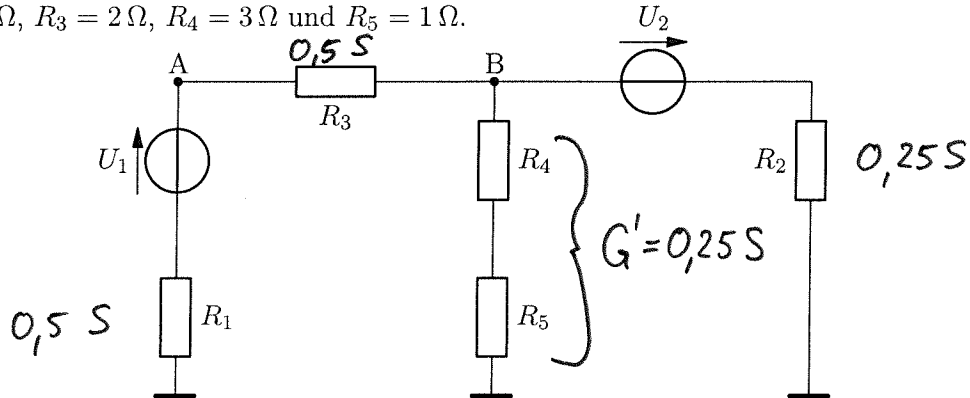 Ω, R₃ = 2 Ω, R₄ = 3 Ω und R₅ = 1 Ω.
U₂
0,5 S
A
B
R₃
U₁
R₄
R₂
0,25 S
G' = 0,25 S
0,5 S
R₁
R₅